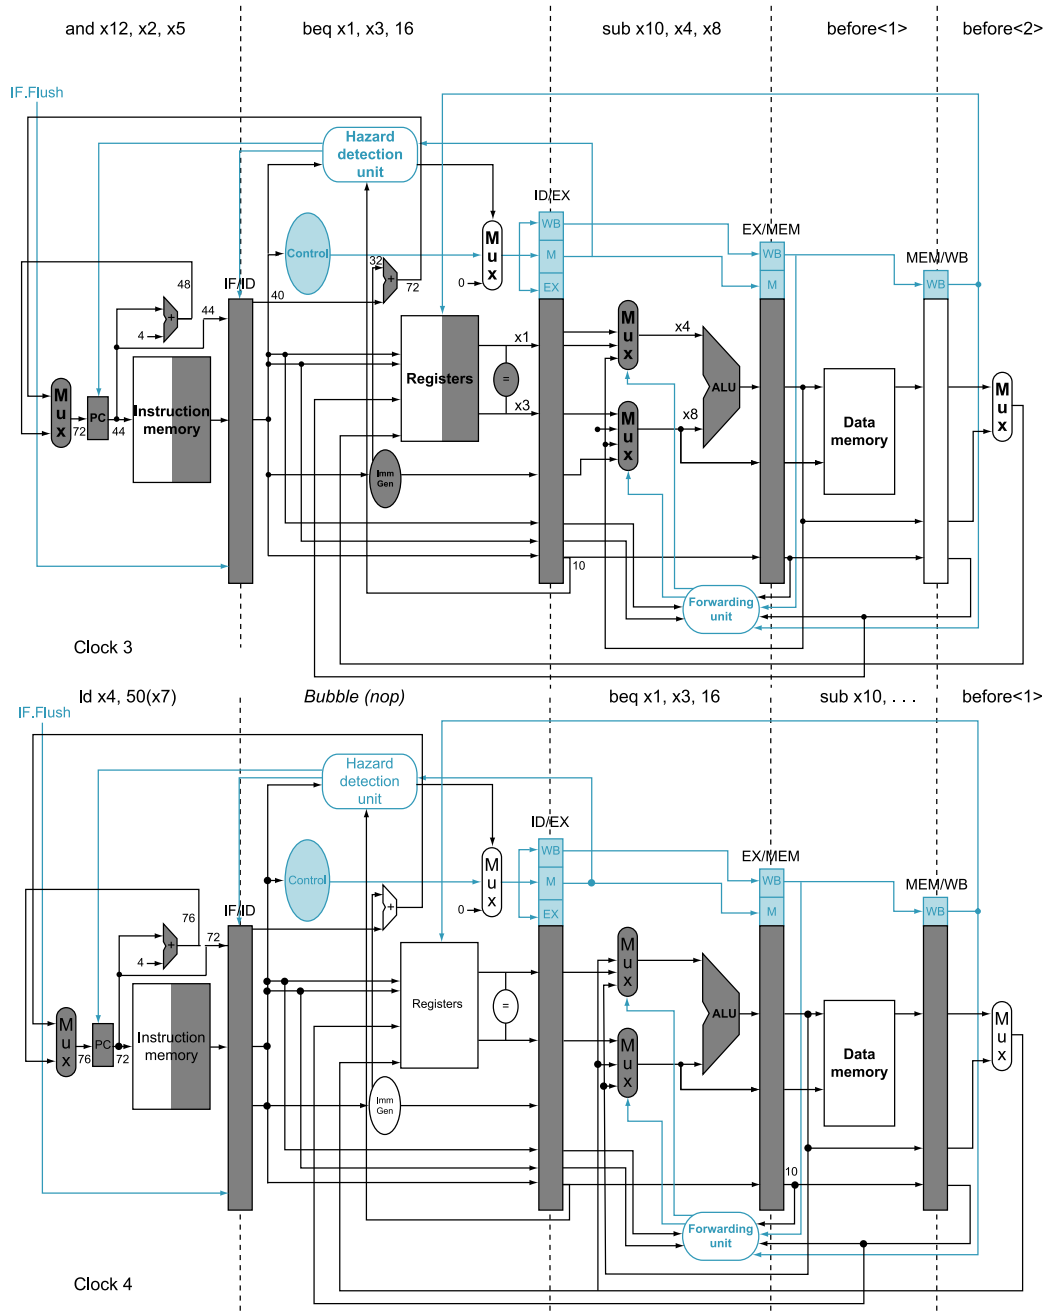 and x12, x2, x5
beq x1, x3, 16
sub x10, x4, x8
before<1>
before<2>
IF.Flush
Hazard
detection
unit
ID/EX
WB
M
EX
EX/MEM
WB
M
MEM/WB
WB
Control
Mux
0
32
+
72
IF/ID
40
48
44
4
+
Mux
72
PC
44
Instruction
memory
Registers
x1
=
x3
Imm
Gen
Mux
x4
Mux
x8
ALU
Data
memory
Mux
10
Forwarding
unit
Clock 3
ld x4, 50(x7)
Bubble (nop)
beq x1, x3, 16
sub x10, . . .
before<1>
IF.Flush
Hazard
detection
unit
ID/EX
WB
M
EX
EX/MEM
WB
M
MEM/WB
WB
Control
Mux
0
+
IF/ID
76
72
4
+
Mux
76
PC
72
Instruction
memory
Registers
=
Imm
Gen
Mux
Mux
ALU
Data
memory
Mux
10
Forwarding
unit
Clock 4